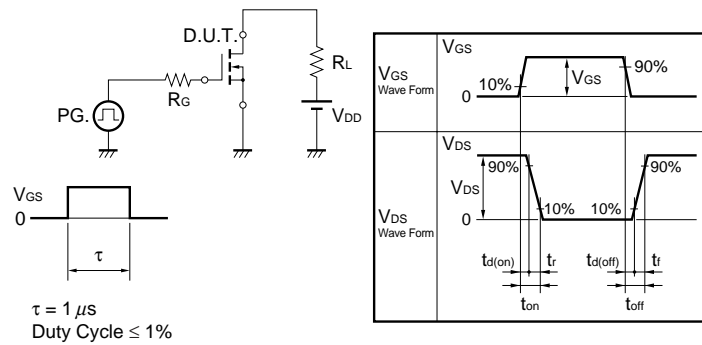 D.U.T.
RG
PG.
RL
VDD
VGS
0
τ
τ = 1 μs
Duty Cycle ≤ 1%
VGS
Wave Form
VGS
10%
VGS
90%
0
VDS
Wave Form
VDS
90%
VDS
10%
10%
90%
0
td(on)
tr
td(off)
tf
ton
toff